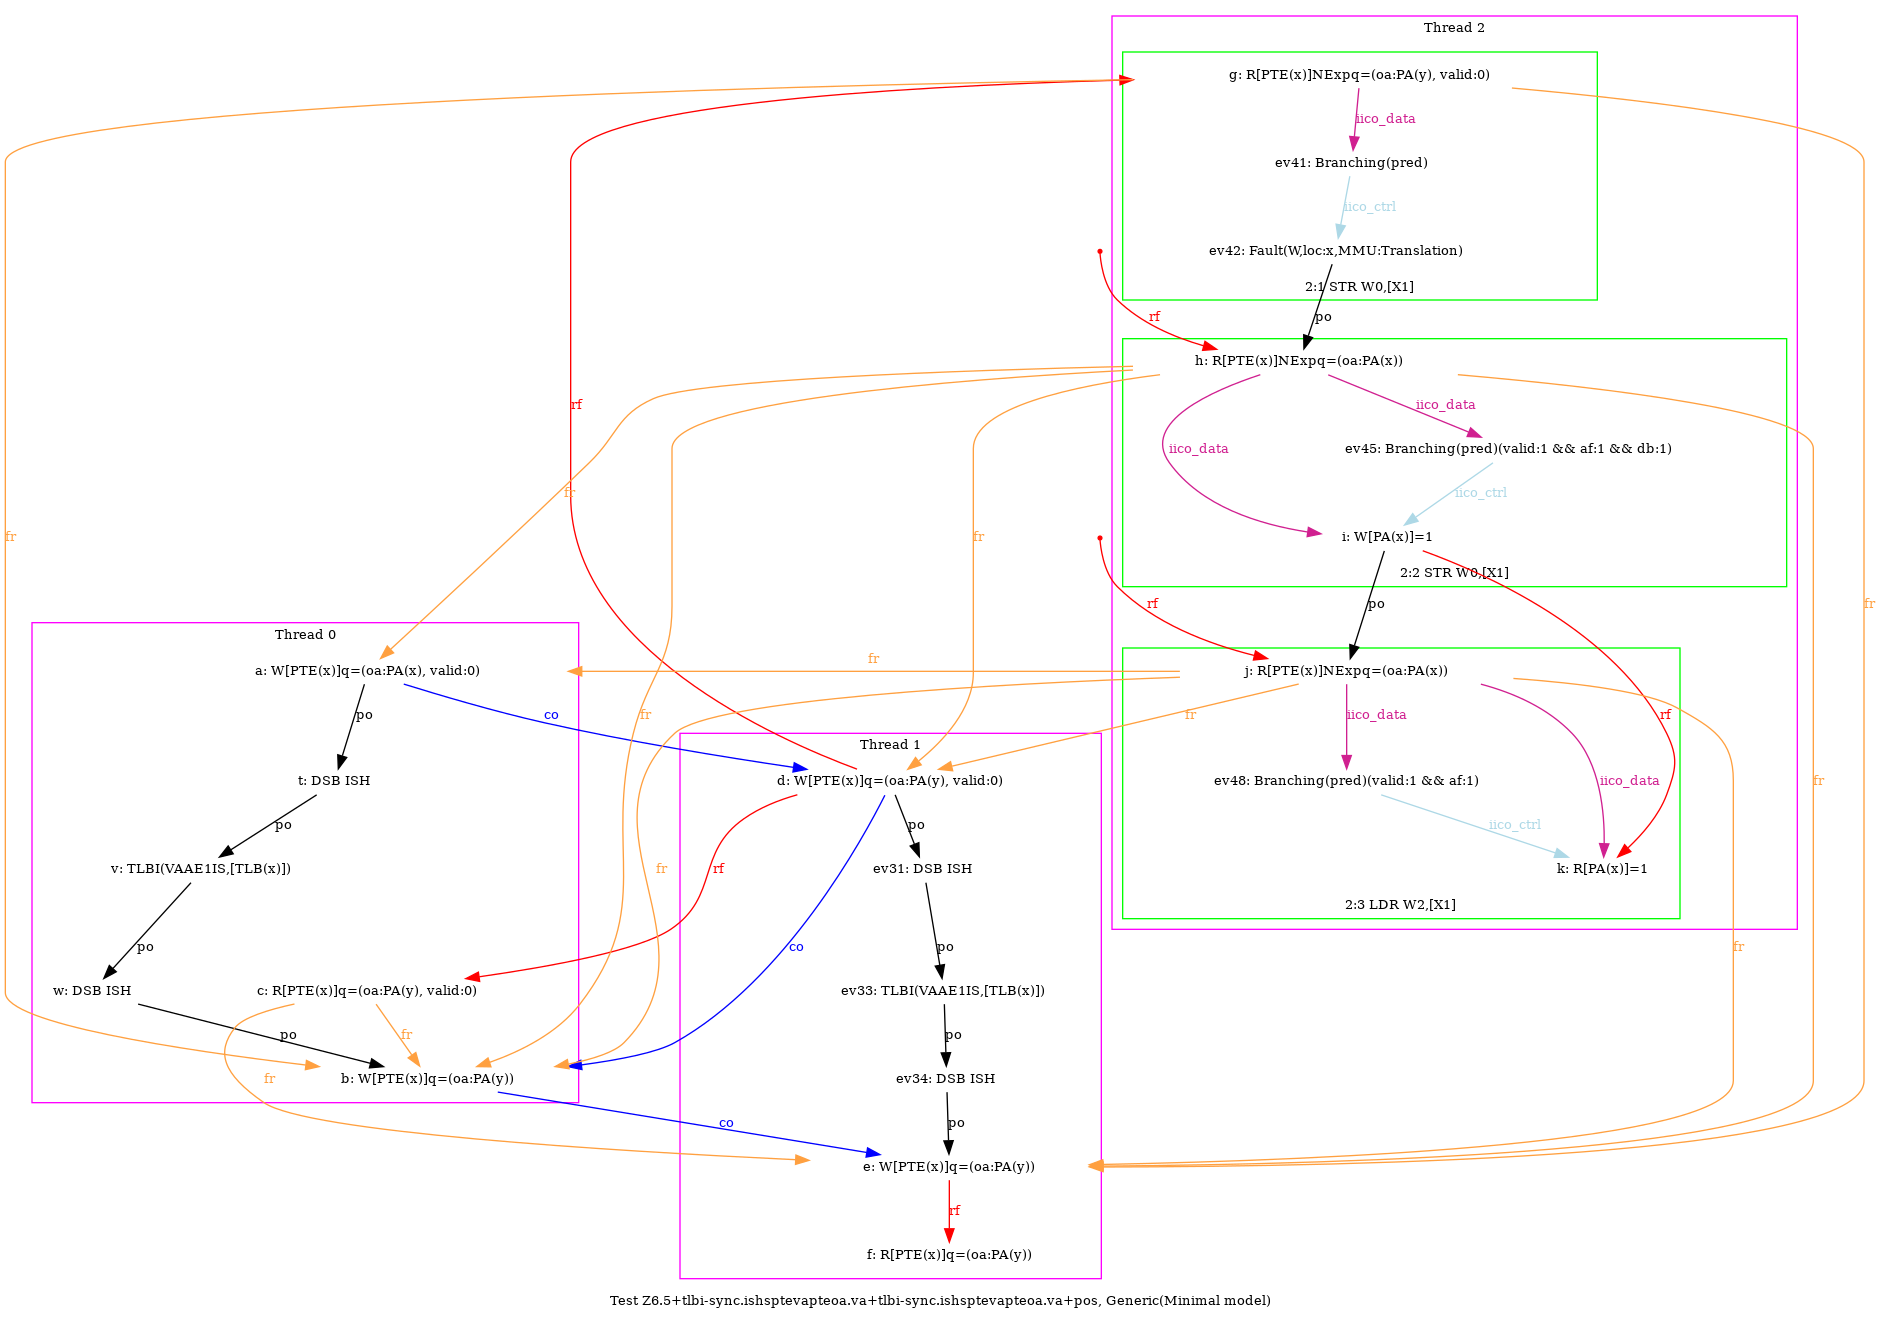 Thread 2
g: R[PTE(x)]NExpq=(oa:PA(y), valid:0)
iico_data
ev41: Branching(pred)
iico_ctrl
ev42: Fault(W,loc:x,MMU:Translation)
2:1 STR W0,[X1]
rf
po
h: R[PTE(x)]NExpq=(oa:PA(x))
rf
iico_data
iico_data
ev45: Branching(pred)(valid:1 && af:1 && db:1)
fr
iico_ctrl
fr
fr
i: W[PA(x)]=1
2:2 STR W0,[X1]
rf
po
fr
Thread 0
a: W[PTE(x)]q=(oa:PA(x), valid:0)
fr
j: R[PTE(x)]NExpq=(oa:PA(x))
po
co
fr
fr
iico_data
rf
Thread 1
t: DSB ISH
d: W[PTE(x)]q=(oa:PA(y), valid:0)
ev48: Branching(pred)(valid:1 && af:1)
iico_data
fr
po
po
iico_ctrl
v: TLBI(VAAE1IS,[TLB(x)])
rf
fr
ev31: DSB ISH
k: R[PA(x)]=1
2:3 LDR W2,[X1]
po
co
po
fr
w: DSB ISH
c: R[PTE(x)]q=(oa:PA(y), valid:0)
ev33: TLBI(VAAE1IS,[TLB(x)])
po
fr
po
fr
b: W[PTE(x)]q=(oa:PA(y))
ev34: DSB ISH
co
po
e: W[PTE(x)]q=(oa:PA(y))
rf
f: R[PTE(x)]q=(oa:PA(y))
Test Z6.5+tlbi-sync.ishsptevapteoa.va+tlbi-sync.ishsptevapteoa.va+pos, Generic(Minimal model)